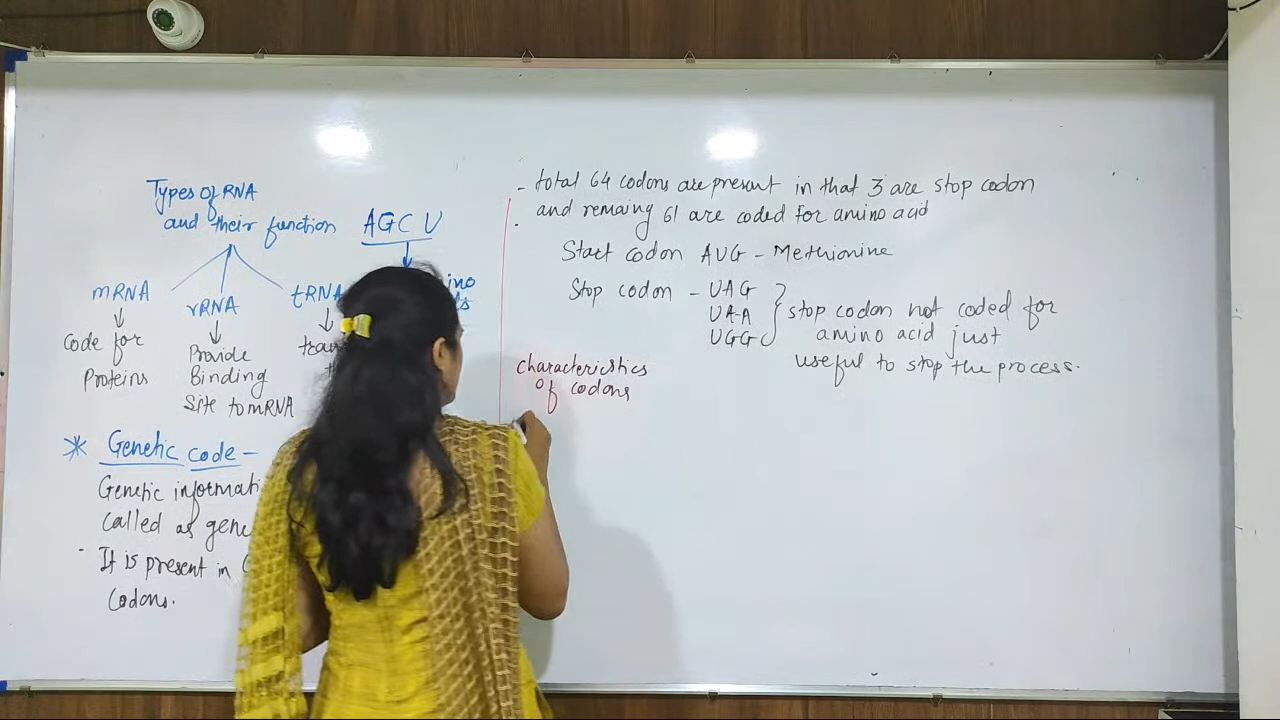 Types of RNA
and their function
AGC U
mRNA
rRNA
tRNA
Code for
Proteins
Provide
Binding
Site to mRNA
* Genetic code -
Genetic
called as
· It is present in
Codons.
- total 64 codons are present in that 3 are stop codon
and remaing 61 are coded for amino acid
Start codon AUG - Methionine
Stop codon - UAG
UAA
UGG
stop codon not coded for
amino acid just
useful to stop the process.
characteristics
of codons